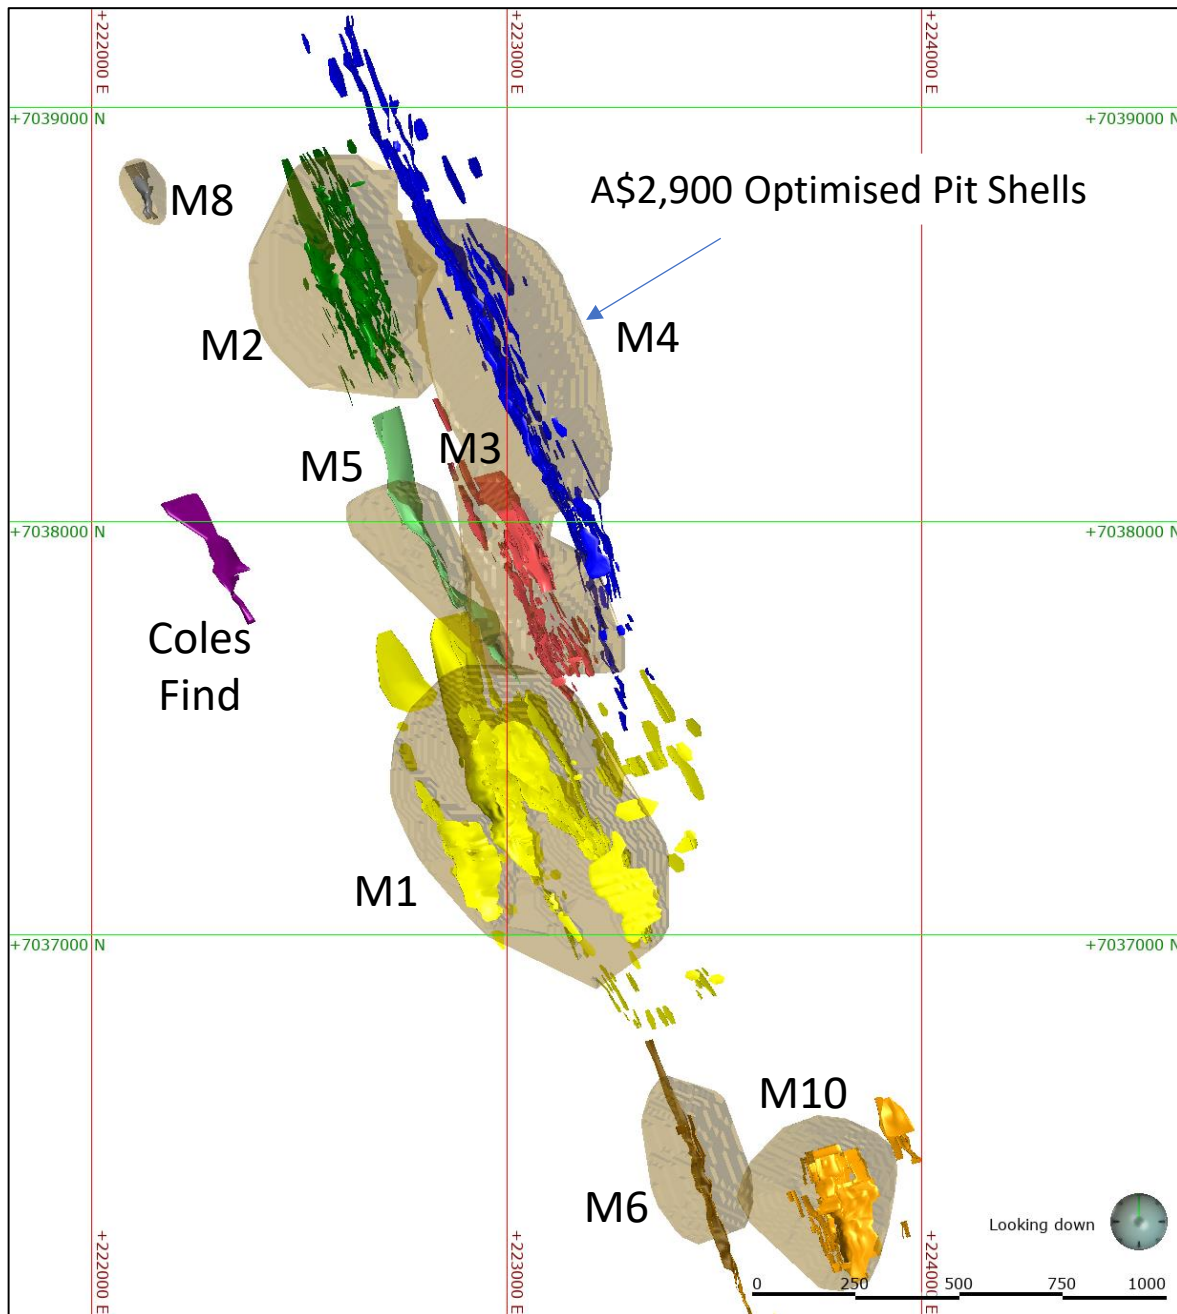 +222000 E
+223000 E
+224000 E
+7039000 N
+7039000 N
M8
A$2,900 Optimised Pit Shells
M2
M4
M3
M5
+7038000 N
+7038000 N
Coles
Find
M1
+7037000 N
+7037000 N
M10
M6
Looking down
+222000 E
+223000 E
+224000 E
0
250
500
750
1000